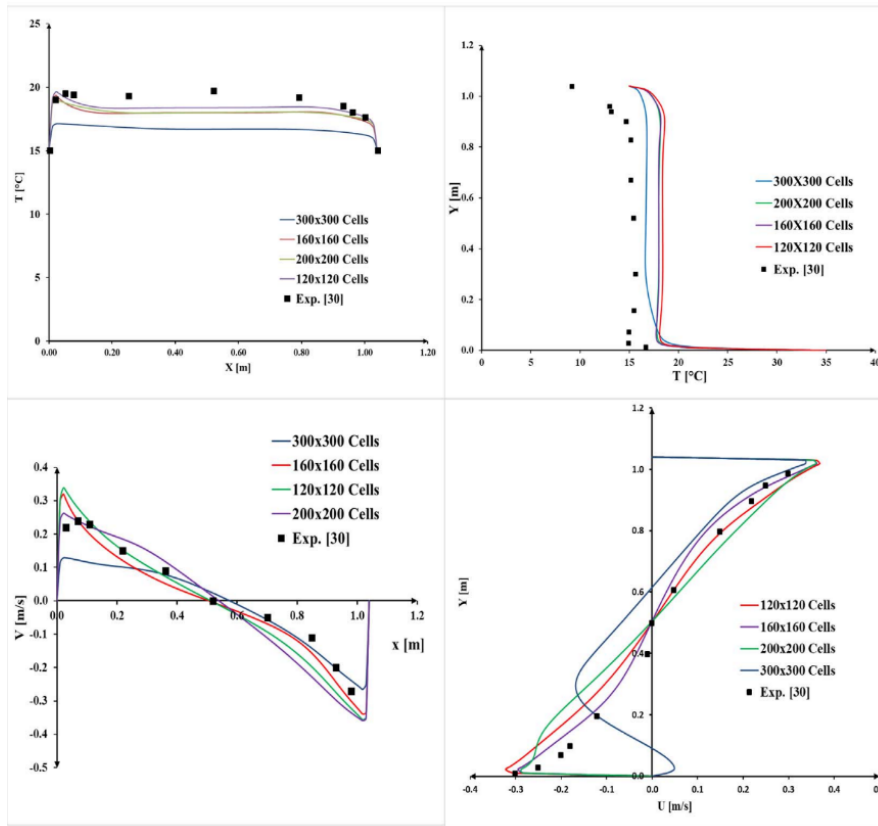 T [°C]
25
20
15
10
5
0
0.00 0.20 0.40 0.60 0.80 1.00 1.20
X [m]
300x300 Cells
160x160 Cells
200x200 Cells
120x120 Cells
Exp. [30]
Y [m]
1.2
1.0
0.8
0.6
0.4
0.2
0.0
0 5 10 15 20 25 30 35 40
T [°C]
300X300 Cells
200X200 Cells
160X160 Cells
120X120 Cells
Exp. [30]
300x300 Cells
160x160 Cells
120x120 Cells
200x200 Cells
Exp. [30]
V [m/s]
0.4
0.3
0.2
0.1
0.0
-0.1
-0.2
-0.3
-0.4
-0.5
0.0 0.2 0.4 0.6 0.8 1.0 1.2
x [m]
Y [m]
1.2
1.0
0.8
0.6
0.4
0.2
0.0
120x120 Cells
160x160 Cells
200x200 Cells
300x300 Cells
Exp. [30]
-0.4 -0.3 -0.2 -0.1 0.0 0.1 0.2 0.3 0.4
U [m/s]